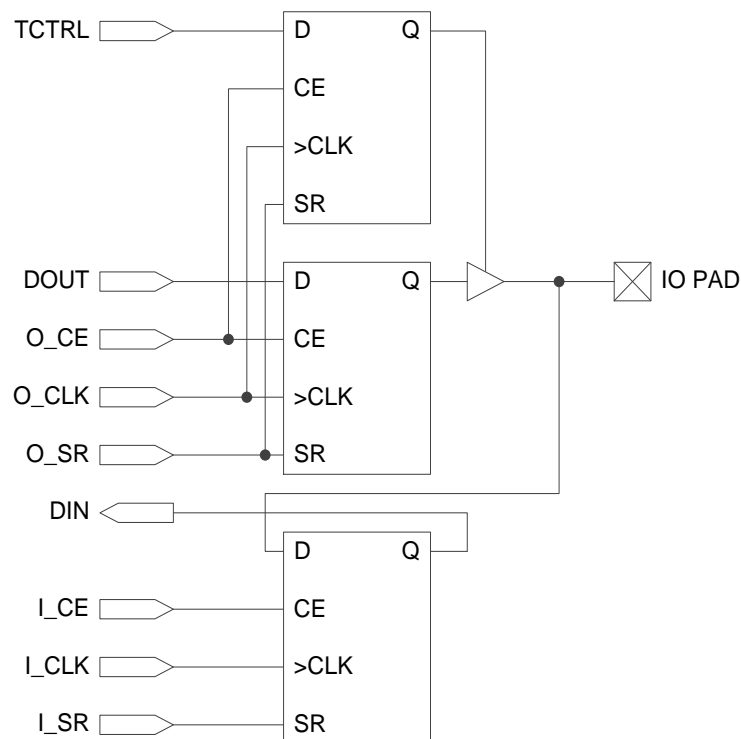 TCTRL
D Q
CE
>CLK
SR
DOUT
D Q
IO PAD
O_CE
CE
O_CLK
>CLK
O_SR
SR
DIN
D Q
I_CE
CE
I_CLK
>CLK
I_SR
SR